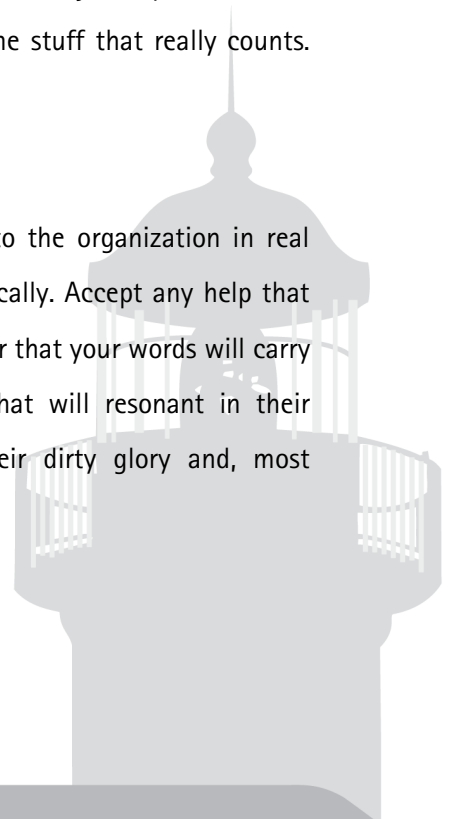 ne stuff that really counts.
to the organization in real
cally. Accept any help that
r that your words will carry
hat will resonant in their
eir dirty glory and, most